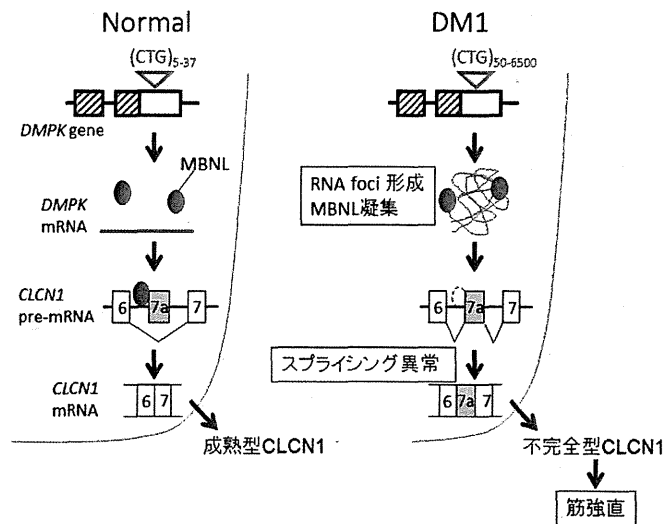 Normal
(CTG)5-37
DMPK gene
MBNL
DMPK
mRNA
CLCN1
pre-mRNA
6
7a
7
CLCN1
mRNA
6
7
成熟型CLCN1
DM1
(CTG)50-6500
RNA foci 形成
MBNL凝集
6
7a
7
スプライシング異常
6
7a
7
不完全型CLCN1
筋強直